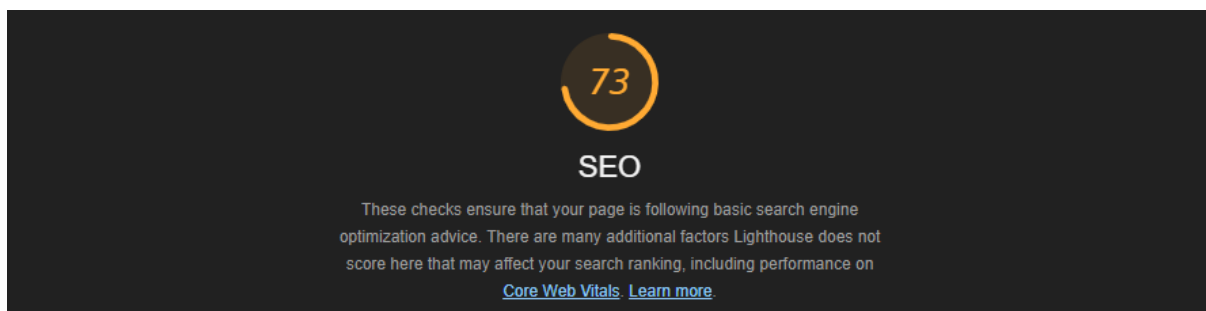 73
SEO
These checks ensure that your page is following basic search engine
optimization advice. There are many additional factors Lighthouse does not
score here that may affect your search ranking, including performance on
Core Web Vitals. Learn more.